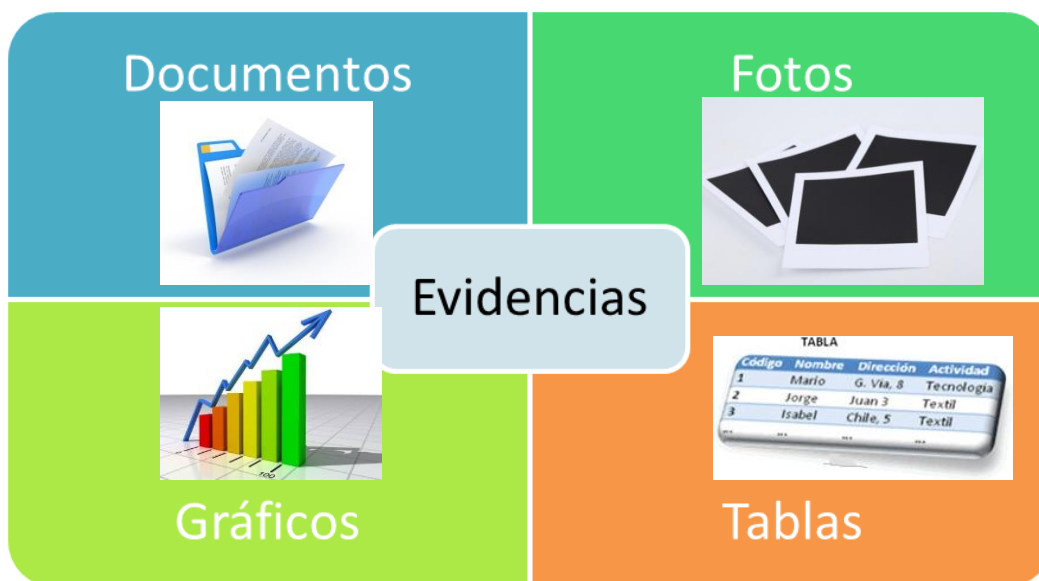 Documentos
Fotos
Evidencias
100
TABLA
Código Nombre Dirección Actividad
1 Mario G. Vía, 8 Tecnología
2 Jorge Juan 3 Textil
3 Isabel Chile, 5 Textil
... ... ... ...
Gráficos
Tablas